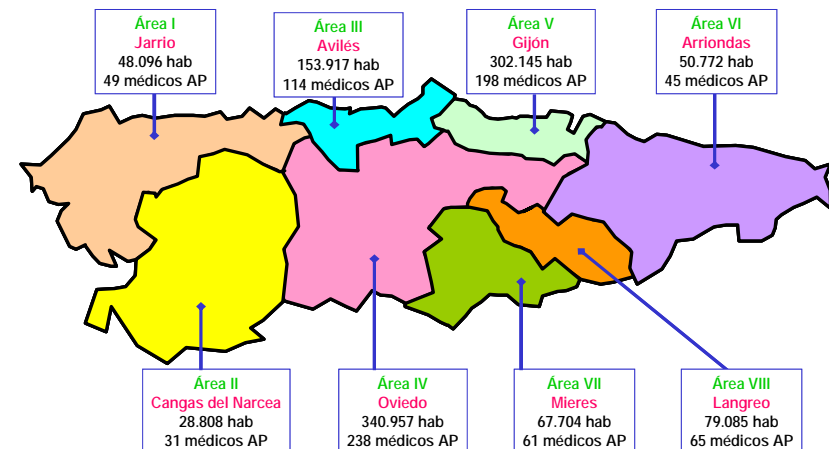 Área I
Jarrio
48.096 hab
49 médicos AP
Área III
Avilés
153.917 hab
114 médicos AP
Área V
Gijón
302.145 hab
198 médicos AP
Área VI
Arriondas
50.772 hab
45 médicos AP
Área II
Cangas del Narcea
28.808 hab
31 médicos AP
Área IV
Oviedo
340.957 hab
238 médicos AP
Área VII
Mieres
67.704 hab
61 médicos AP
Área VIII
Langreo
79.085 hab
65 médicos AP